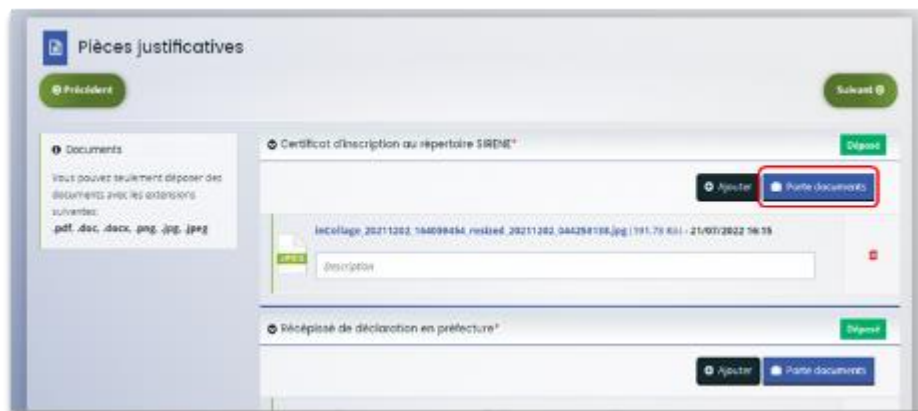 Pièces justificatives
Précédent
Suivant
Documents
Vous pouvez seulement déposer des
documents avec les extensions
suivantes:
.pdf, .doc, .docx, .png, .jpg, .jpeg
Certificat d'inscription au répertoire SIRENE*
Déposé
Ajouter
Porte documents
21/07/2022 16:15
JPEG
Description
Récépissé de déclaration en préfecture*
Déposé
Ajouter
Porte documents